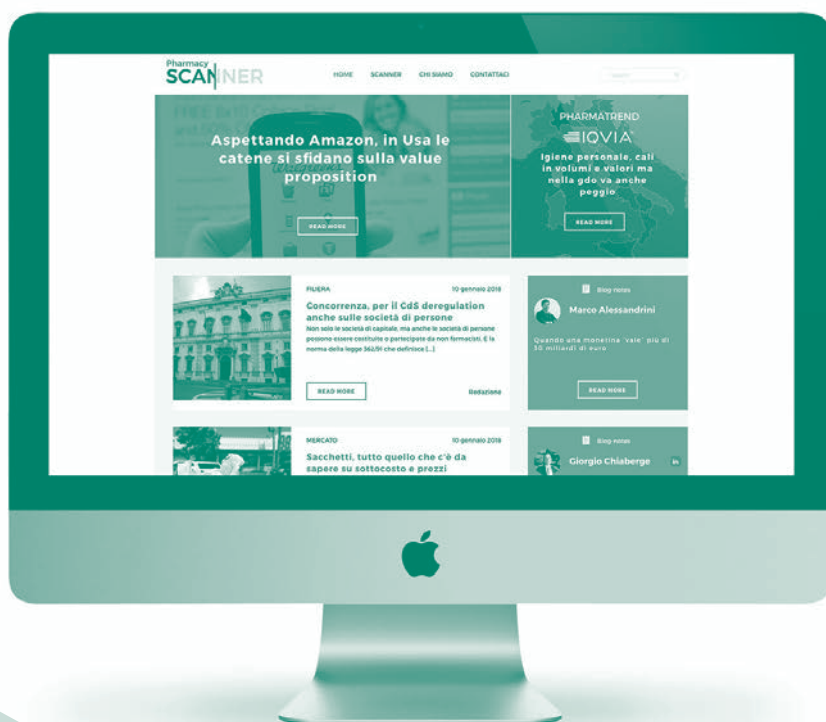 Pharmacy
SCANNER
HOME SCANNER CHI SIAMO CONTATTACI
Aspettando Amazon, in Usa le
catene si sfidano sulla value
proposition
READ MORE
PHARMATREND
IQVIA
Igiene personale, cali
in volumi e valori ma
nella gdo va anche
peggio
READ MORE
FILIERA 10 gennaio 2018
Concorrenza, per il CdS deregulation
anche sulle società di persone
Non solo le società di capitale, ma anche le società di persone
possono essere costituite o partecipate da non farmacisti. E la
norma della legge 362/91 che definisce [...]
READ MORE
Redazione
Blog notes
Marco Alessandrini
Quando una monetina "vale" più di
30 miliardi di euro
READ MORE
MERCATO 10 gennaio 2018
Sacchetti, tutto quello che c'è da
sapere su sottocosto e prezzi
Blog notes
Giorgio Chiaberge
in